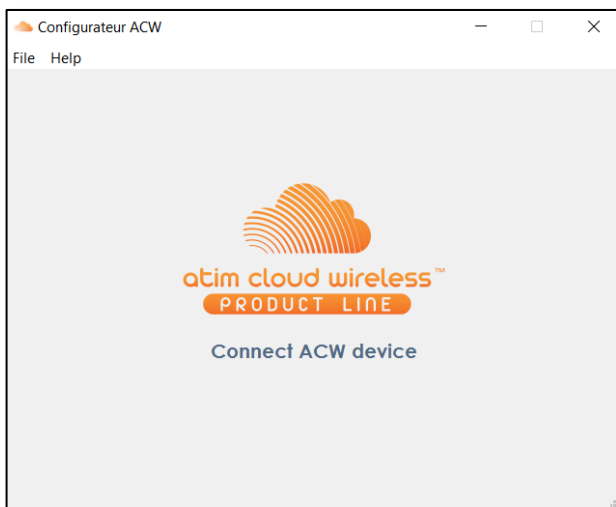 Configurateur ACW
File Help
atim cloud wireless™
PRODUCT LINE
Connect ACW device